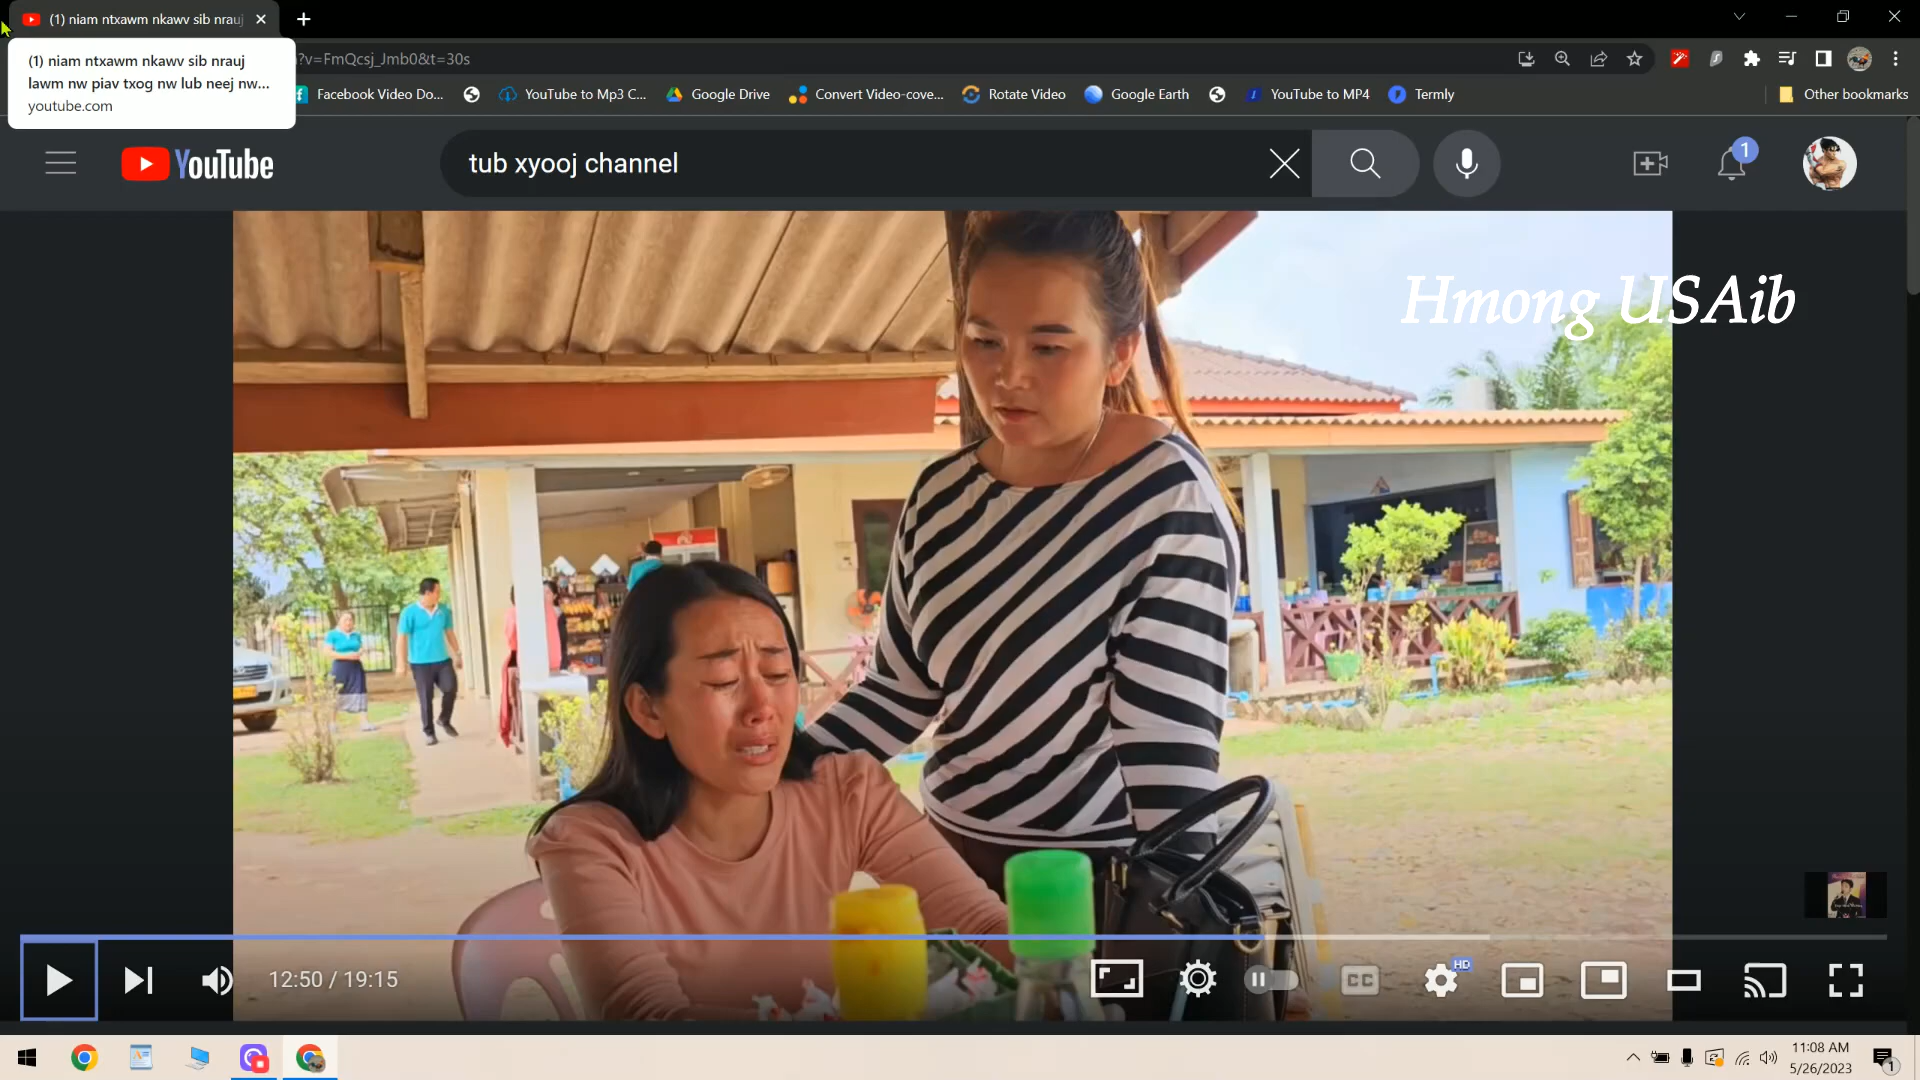 (1) niam ntxawm nkawv sib nrauj
(1) niam ntxawm nkawv sib nrauj
lawm nw piav txog nw lub neej nw...
youtube.com
?v=FmQcsj_Jmb0&t=30s
Facebook Video Do... YouTube to Mp3 C... Google Drive Convert Video-cove... Rotate Video Google Earth YouTube to MP4 Termly Other bookmarks
YouTube
tub xyooj channel
1
Hmong USAib
12:50 / 19:15
CC
HD
11:08 AM
5/26/2023
1